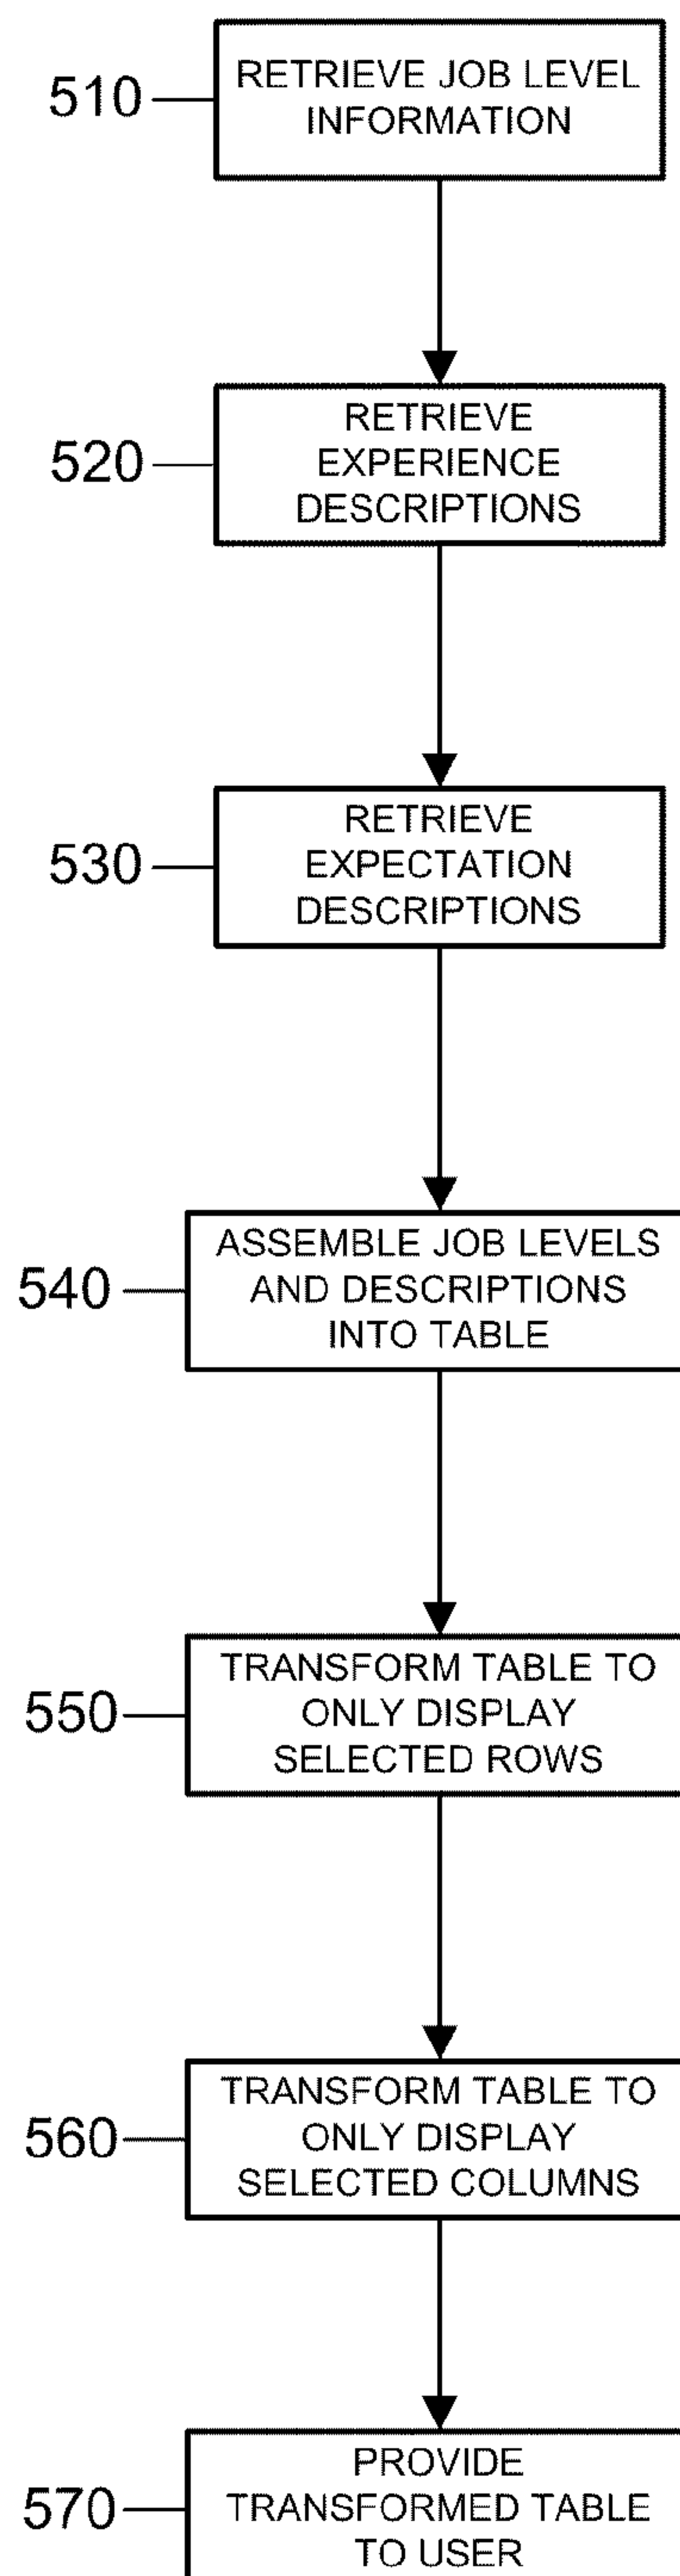 510
RETRIEVE JOB LEVEL
INFORMATION
520
RETRIEVE
EXPERIENCE
DESCRIPTIONS
530
RETRIEVE
EXPECTATION
DESCRIPTIONS
540
ASSEMBLE JOB LEVELS
AND DESCRIPTIONS
INTO TABLE
550
TRANSFORM TABLE TO
ONLY DISPLAY
SELECTED ROWS
560
TRANSFORM TABLE TO
ONLY DISPLAY
SELECTED COLUMNS
570
PROVIDE
TRANSFORMED TABLE
TO USER